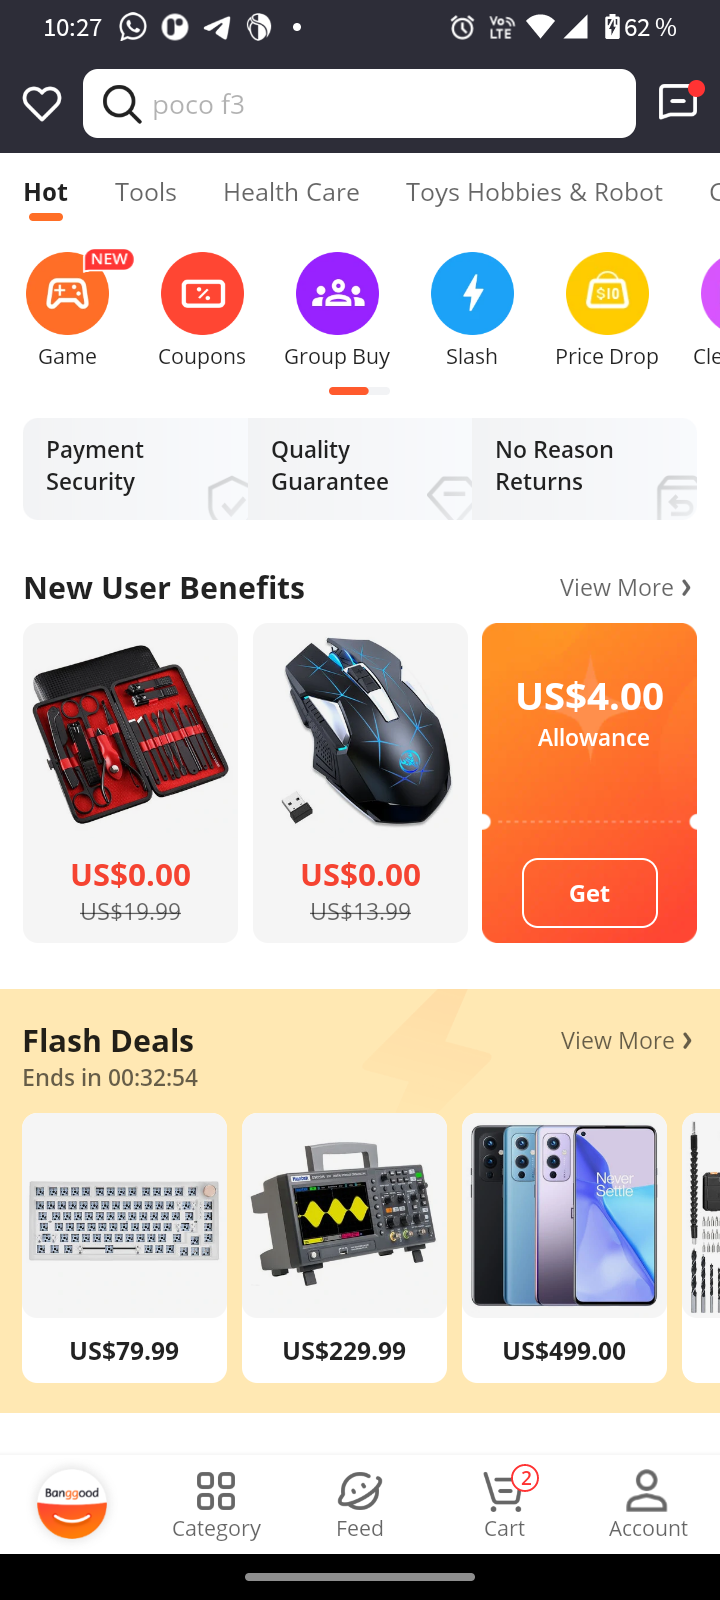 10:27
Vo))
LTE
62 %
poco f3
Hot
Tools
Health Care
Toys Hobbies & Robot
NEW
$10
Game
Coupons
Group Buy
Slash
Price Drop
Cle
Payment
Security
Quality
Guarantee
No Reason
Returns
New User Benefits
View More
US$4.00
Allowance
US$0.00
US$19.99
US$0.00
US$13.99
Get
Flash Deals
View More
Ends in 00:32:54
Never
Settle
US$79.99
US$229.99
US$499.00
Banggood
Category
Feed
2
Cart
Account